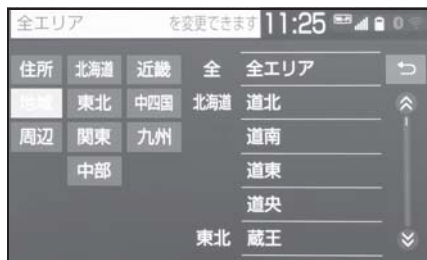 全エリア を変更できます 11:25 0
住所 北海道 近畿 全 全エリア
地域 東北 中四国 北海道 道北
周辺 関東 九州 道南
中部 道東
道央
東北 蔵王